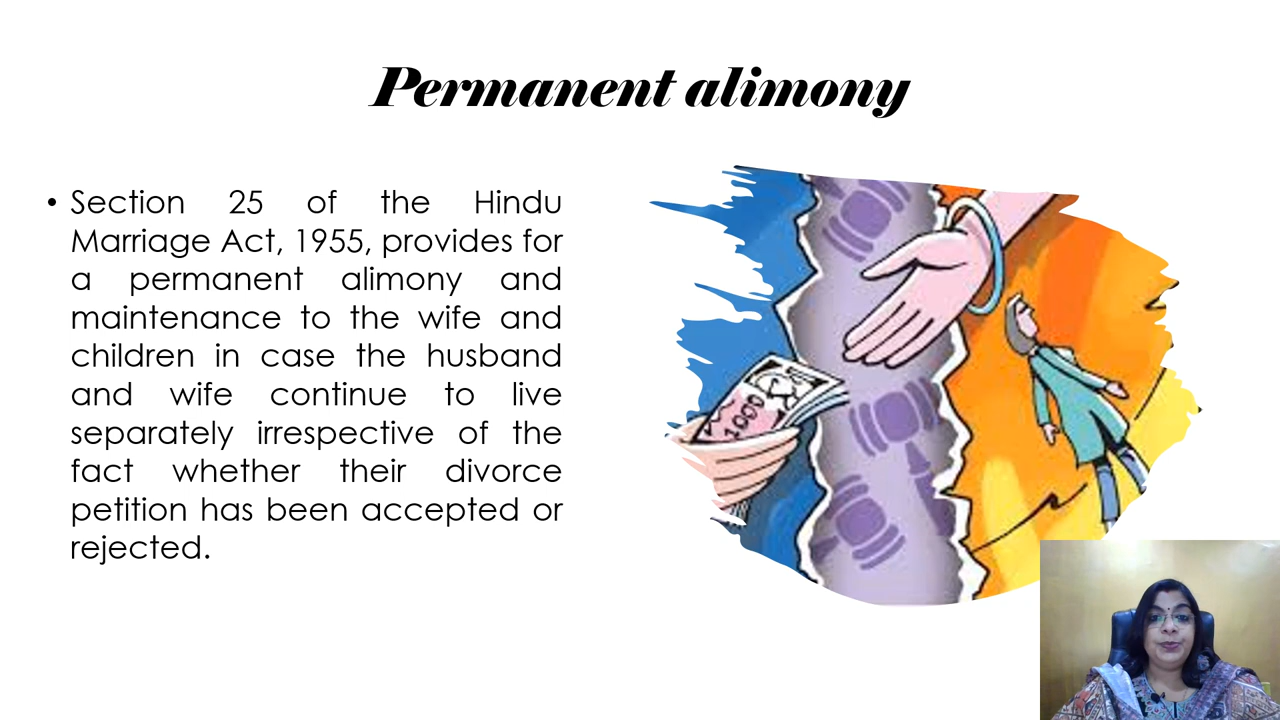 Permanent alimony
• Section 25 of the Hindu
Marriage Act, 1955, provides for
a permanent alimony and
maintenance to the wife and
children in case the husband
and wife continue to live
separately irrespective of the
fact whether their divorce
petition has been accepted or
rejected.
1000